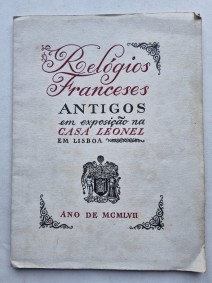 Relógios
Franceses
ANTIGOS
em exposição na
CASA LEONEL
EM LISBOA
ANO DE MCMLVII